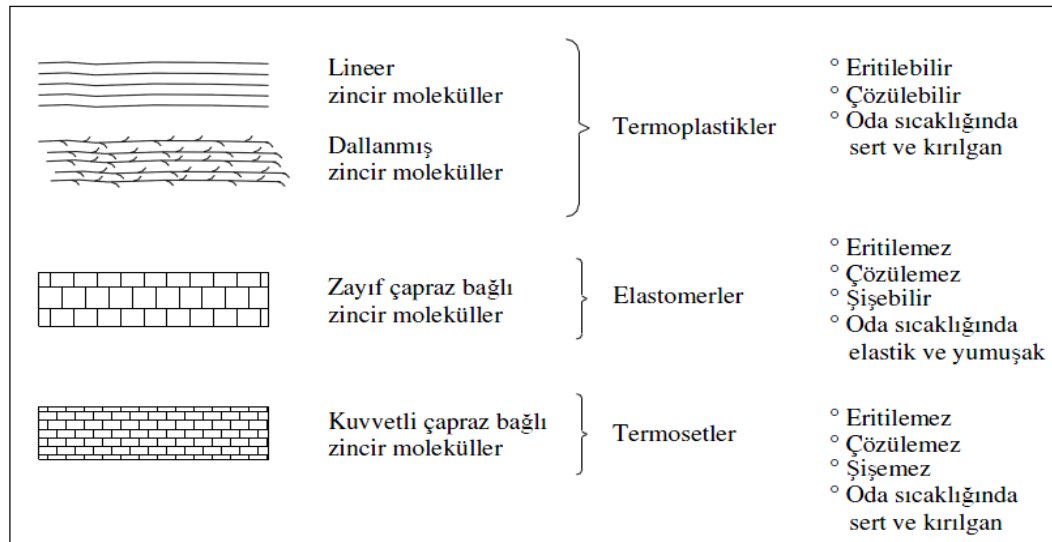 Lineer
zincir moleküller
Dallanmış
zincir moleküller
Termoplastikler
° Eritilebilir
° Çözülebilir
° Oda sıcaklığında
sert ve kırılgan
Zayıf çapraz bağlı
zincir moleküller
Elastomerler
° Eritilemez
° Çözülemez
° Şişebilir
° Oda sıcaklığında
elastik ve yumuşak
Kuvvetli çapraz bağlı
zincir moleküller
Termosetler
° Eritilemez
° Çözülemez
° Şişemez
° Oda sıcaklığında
sert ve kırılgan